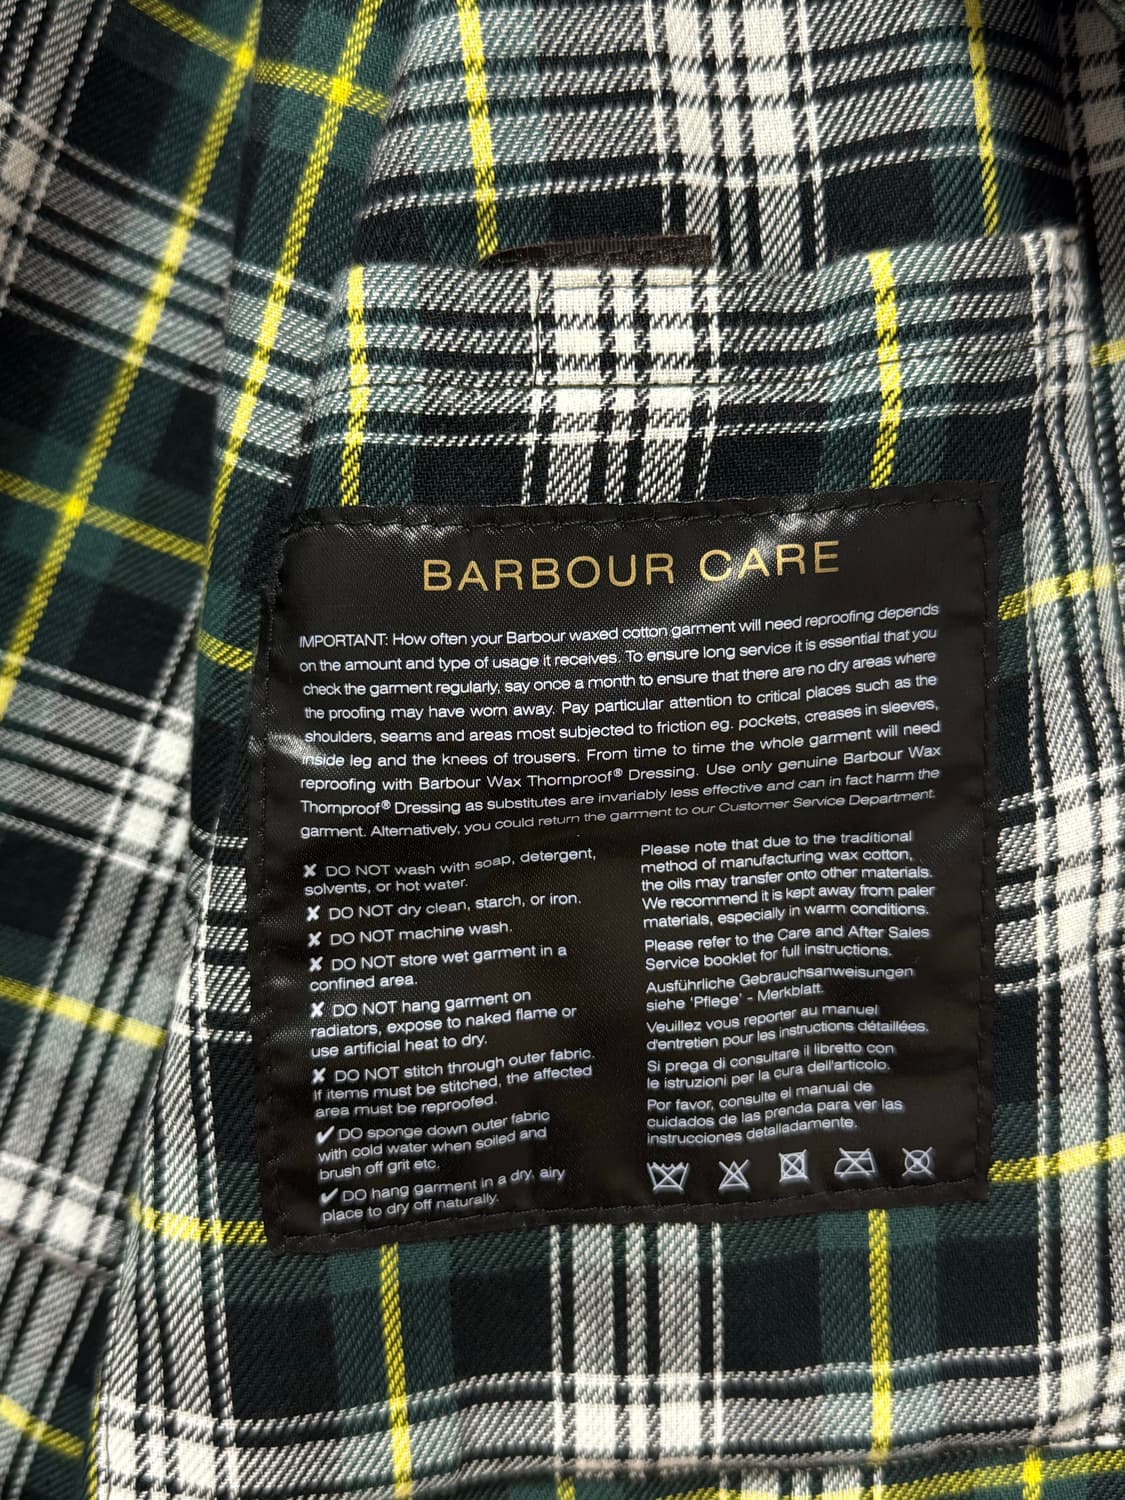 BARBOUR CARE
IMPORTANT: How often your Barbour waxed cotton garment will need reproofing depends
on the amount and type of usage it receives. To ensure long service it is essential that you
check the garment regularly, say once a month to ensure that there are no dry areas where
the proofing may have worn away. Pay particular attention to critical places such as the
shoulders, seams and areas most subjected to friction eg. pockets, creases in sleeves,
inside leg and the knees of trousers. From time to time the whole garment will need
reproofing with Barbour Wax Thornproof® Dressing. Use only genuine Barbour Wax
Thornproof® Dressing as substitutes are invariably less effective and can in fact harm the
garment. Alternatively, you could return the garment to our Customer Service Department.
✘ DO NOT wash with soap, detergent,
solvents, or hot water.
✘ DO NOT dry clean, starch, or iron.
✘ DO NOT machine wash.
✘ DO NOT store wet garment in a
confined area.
✘ DO NOT hang garment on
radiators, expose to naked flame or
use artificial heat to dry.
✘ DO NOT stitch through outer fabric.
If items must be stitched, the affected
area must be reproofed.
✔ DO sponge down outer fabric
with cold water when soiled and
brush off grit etc.
✔ DO hang garment in a dry, airy
place to dry off naturally.
Please note that due to the traditional
method of manufacturing wax cotton,
the oils may transfer onto other materials.
We recommend it is kept away from paler
materials, especially in warm conditions.
Please refer to the Care and After Sales
Service booklet for full instructions.
Ausführliche Gebrauchsanweisungen
siehe 'Pflege' - Merkblatt.
Veuillez vous reporter au manuel
d'entretien pour les instructions détaillées.
Si prega di consultare il libretto con
le istruzioni per la cura dell'articolo.
Por favor, consulte el manual de
cuidados de las prenda para ver las
instrucciones detalladamente.